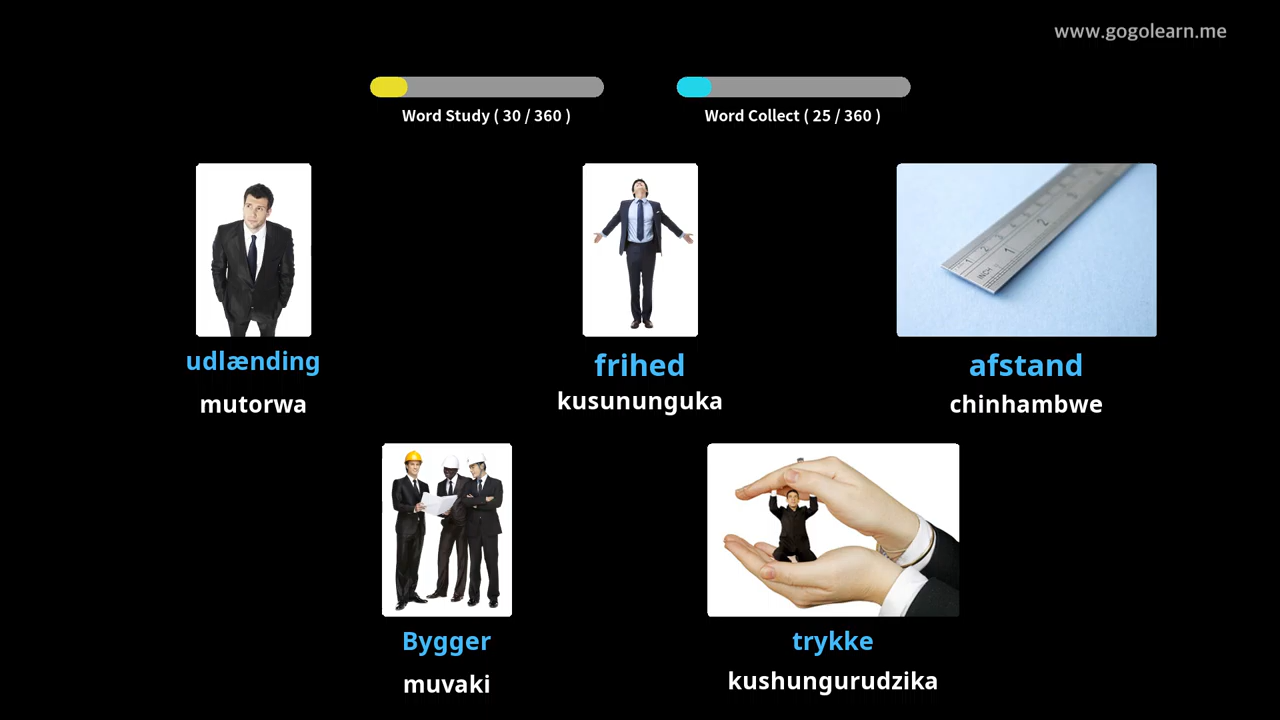 www.gogolearn.me
Word Study ( 30 / 360 )
Word Collect ( 25 / 360 )
udlænding
frihed
afstand
mutorwa
kusununguka
chinhambwe
Bygger
trykke
muvaki
kushungurudzika